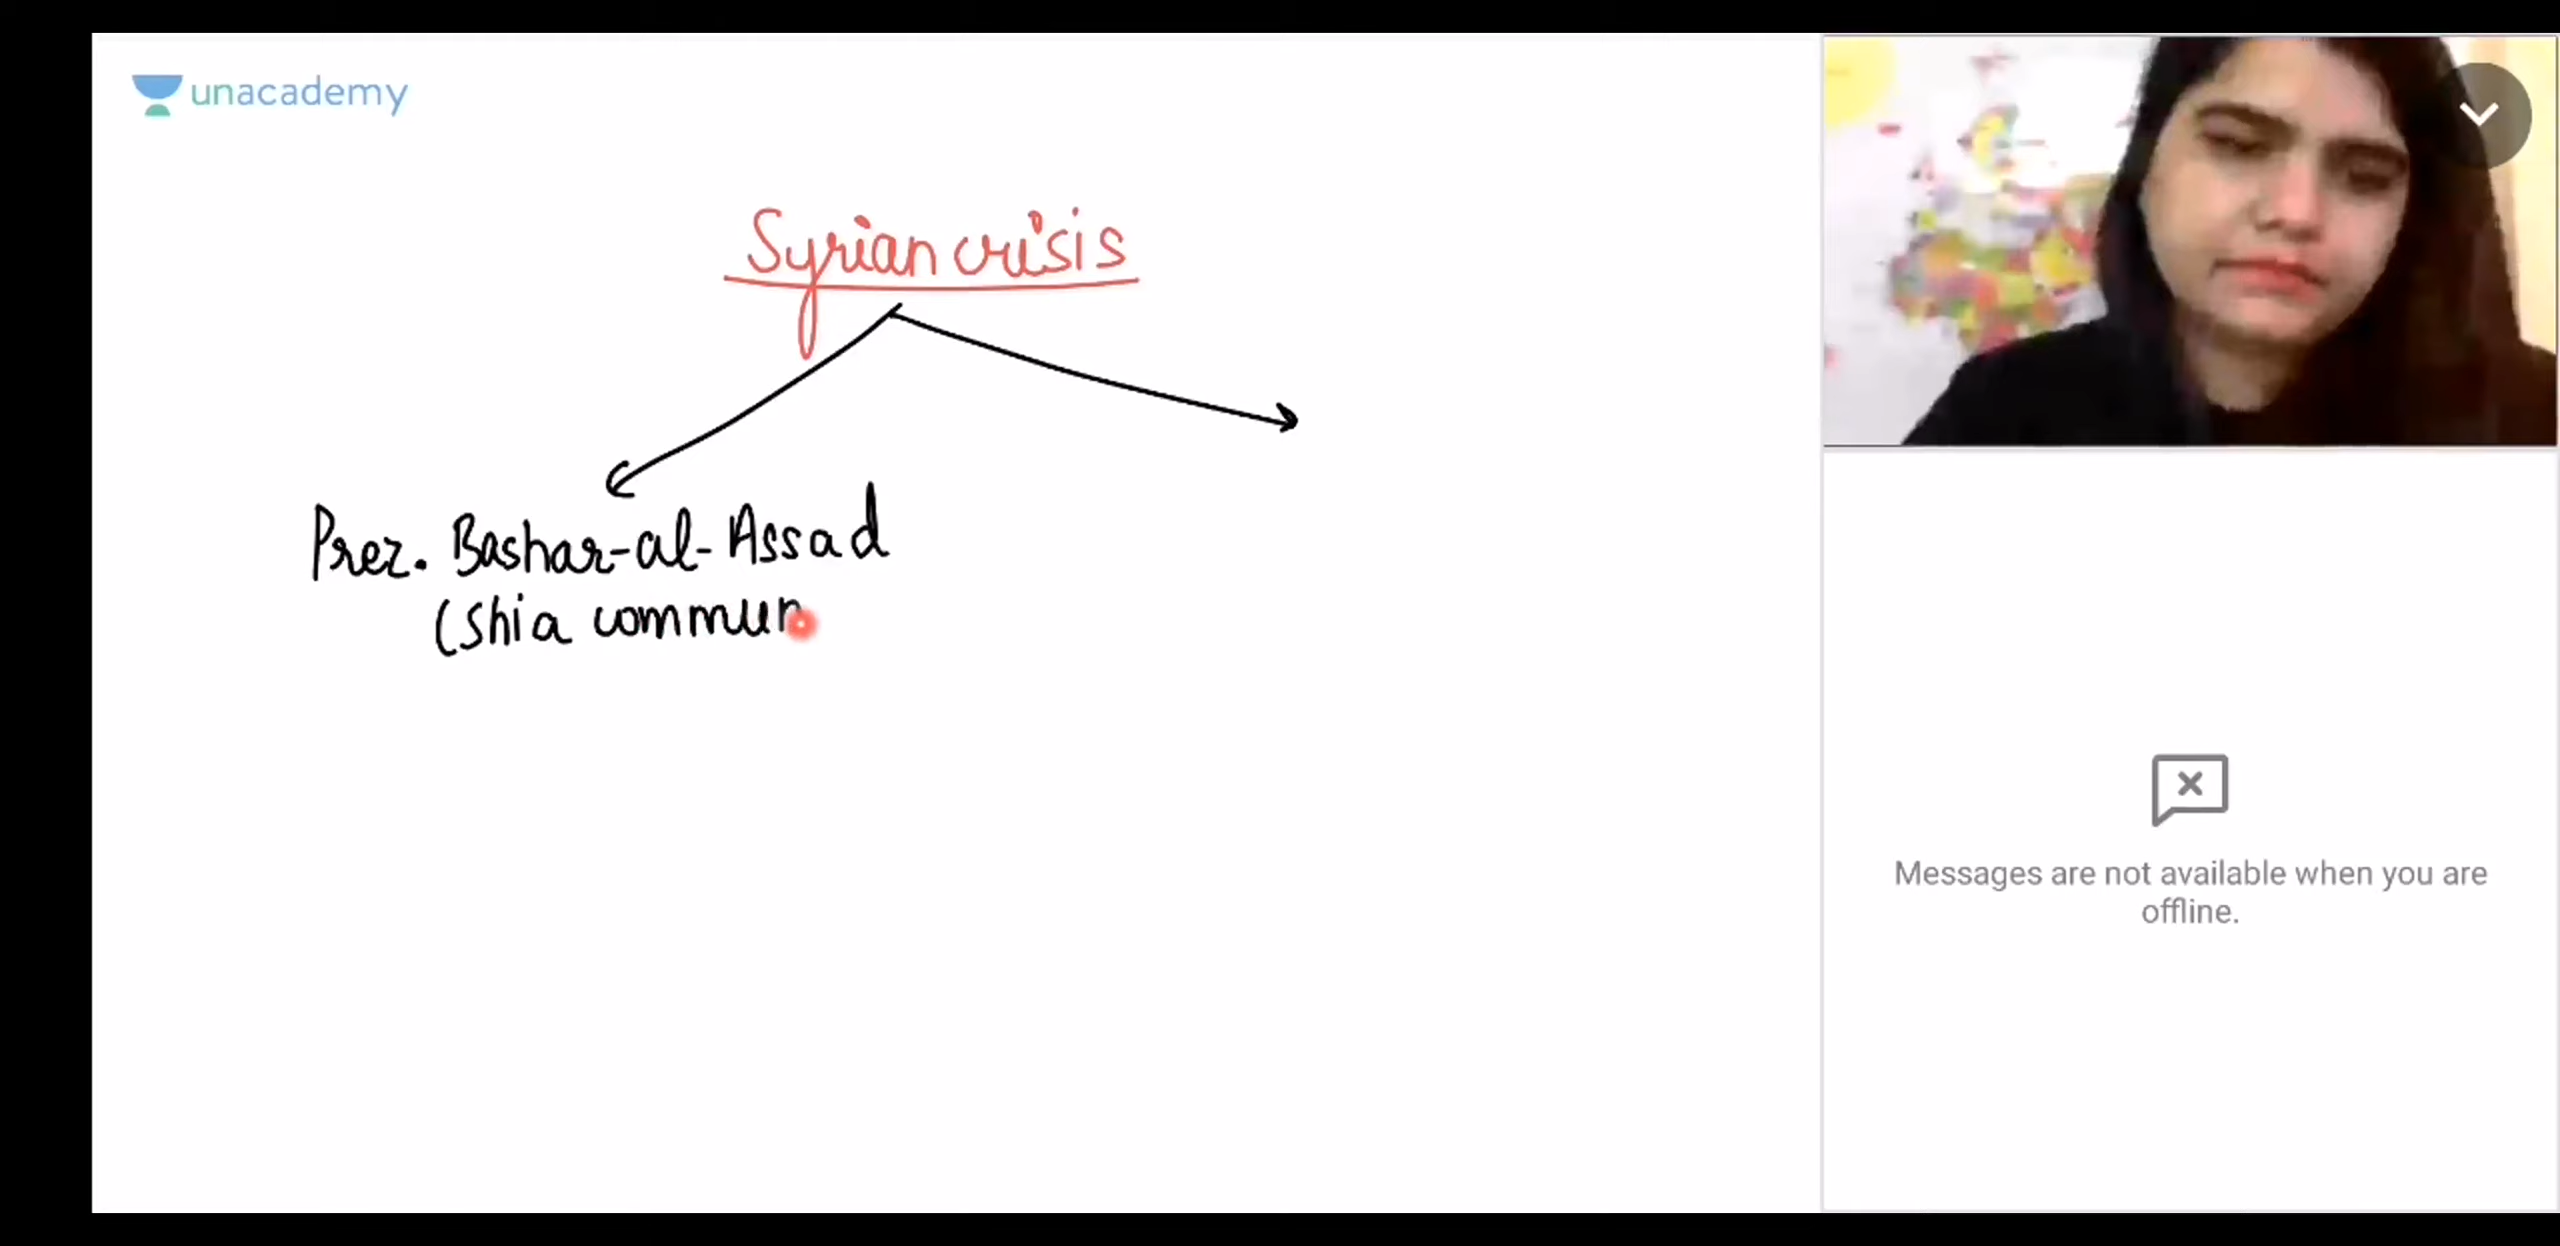 unacademy
Syrian crisis
Prez. Bashar-al-Assad
(Shia commun
Messages are not available when you are
offline.